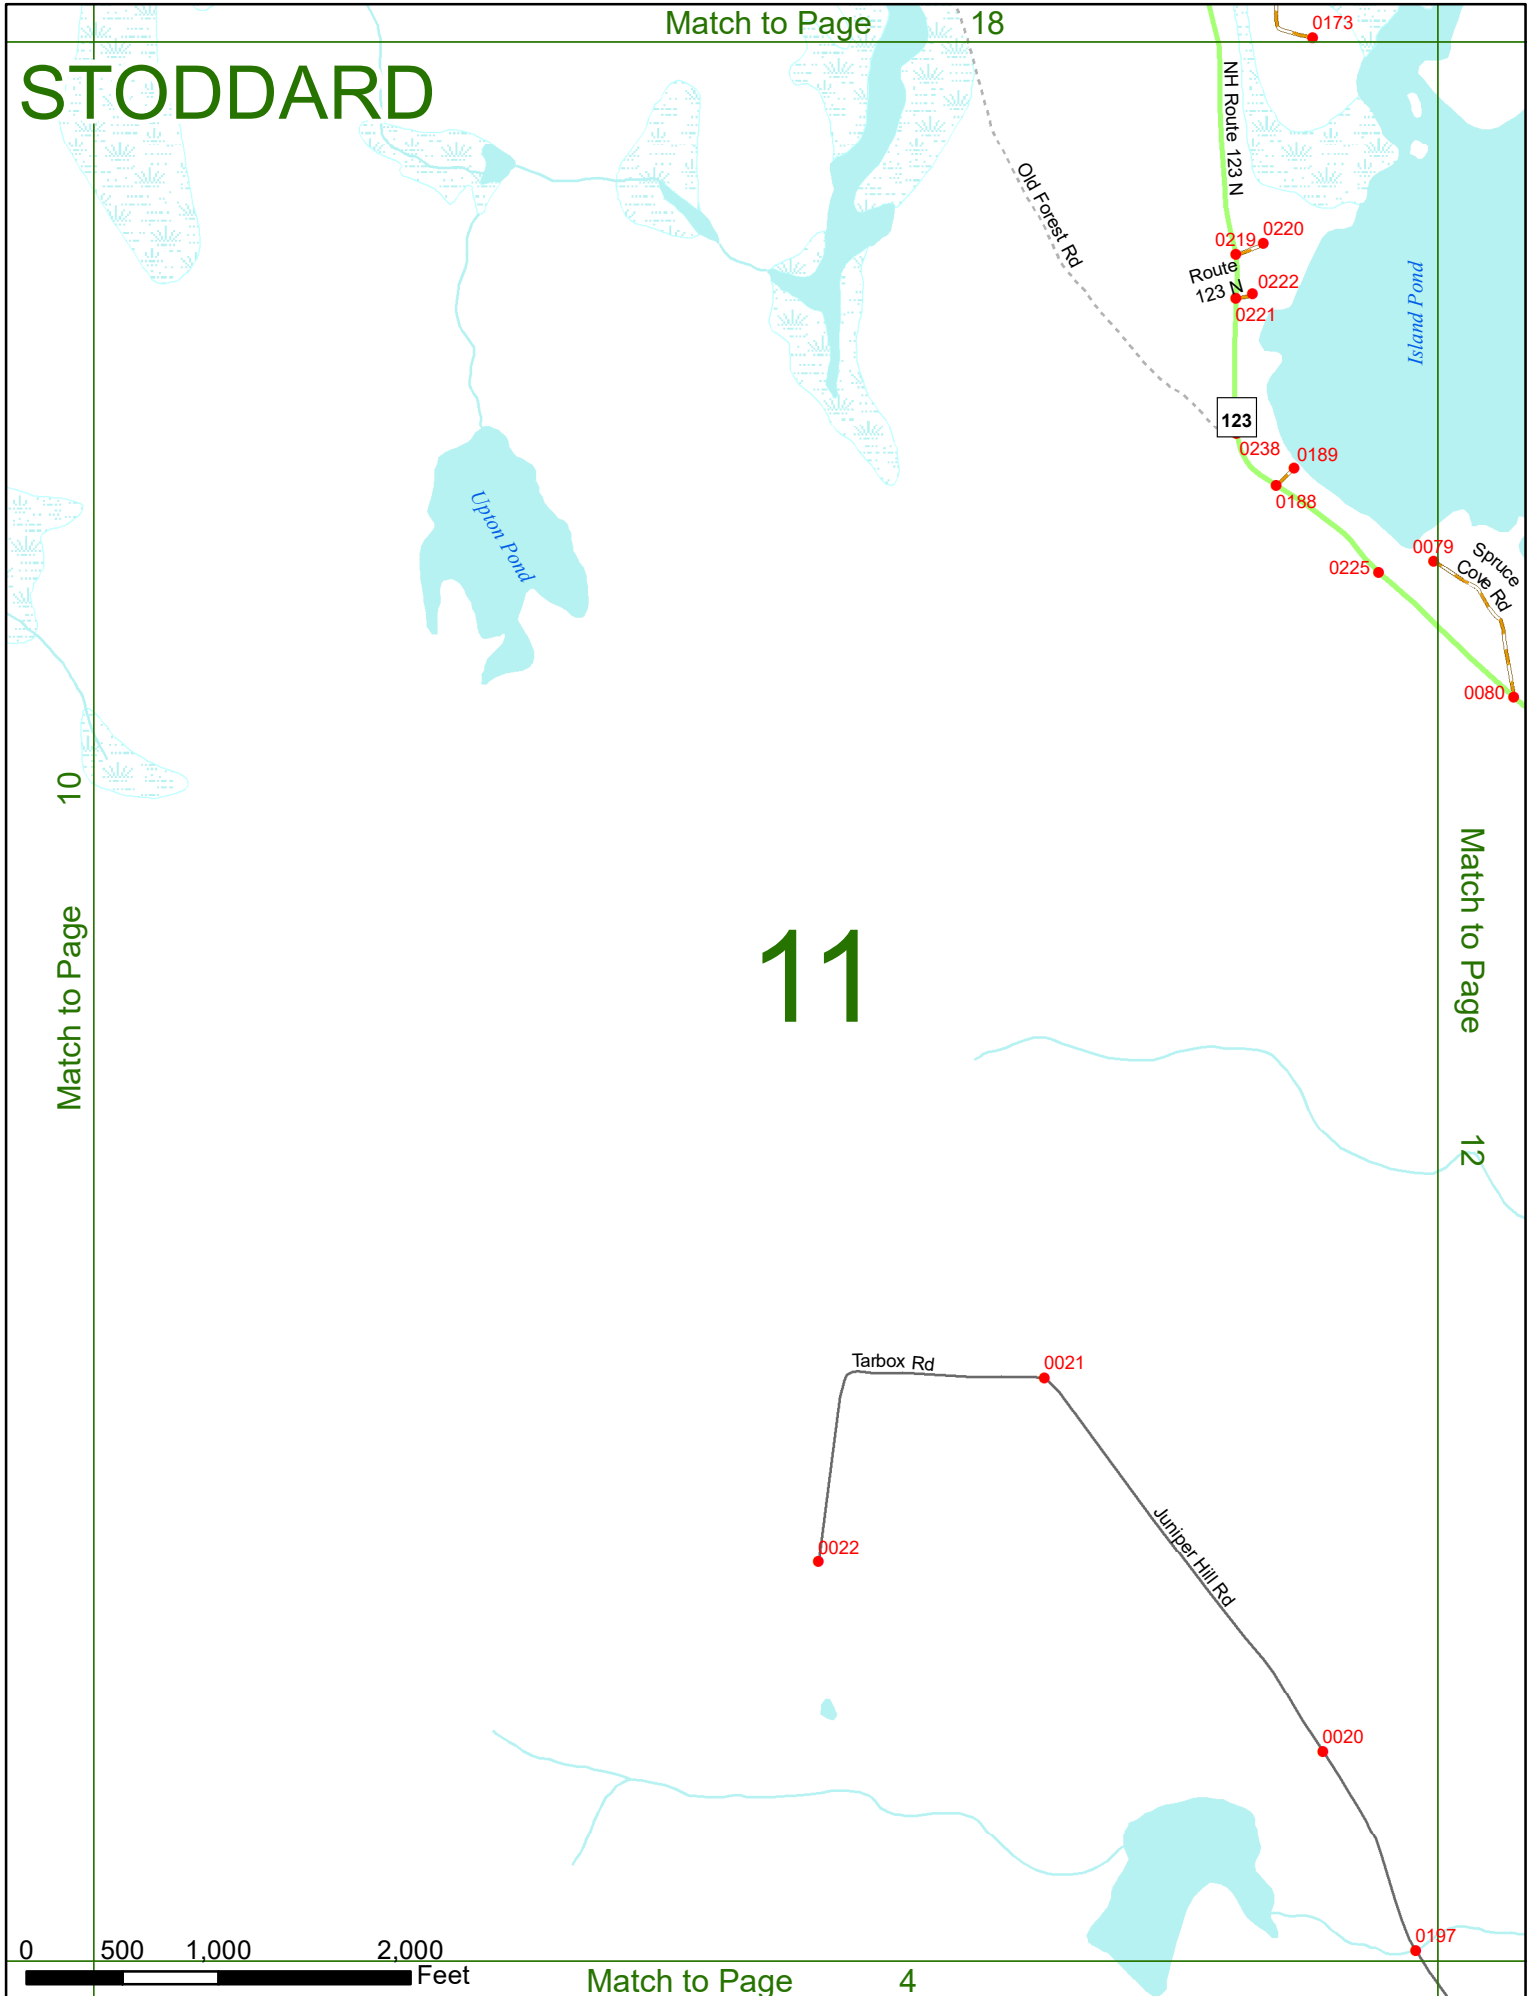 Match to Page 18
0173
STODDARD
NH Route 123 N
Old Forest Rd
0219
0220
Route
123 N
0222
0221
Island Pond
123
0238
0189
0188
Upton Pond
0079
Spruce
Cove Rd
0225
0080
Match to Page 10
Match to Page 12
11
Tarbox Rd
0021
0022
Juniper Hill Rd
0020
0197
0 500 1,000 2,000
Feet
Match to Page 4